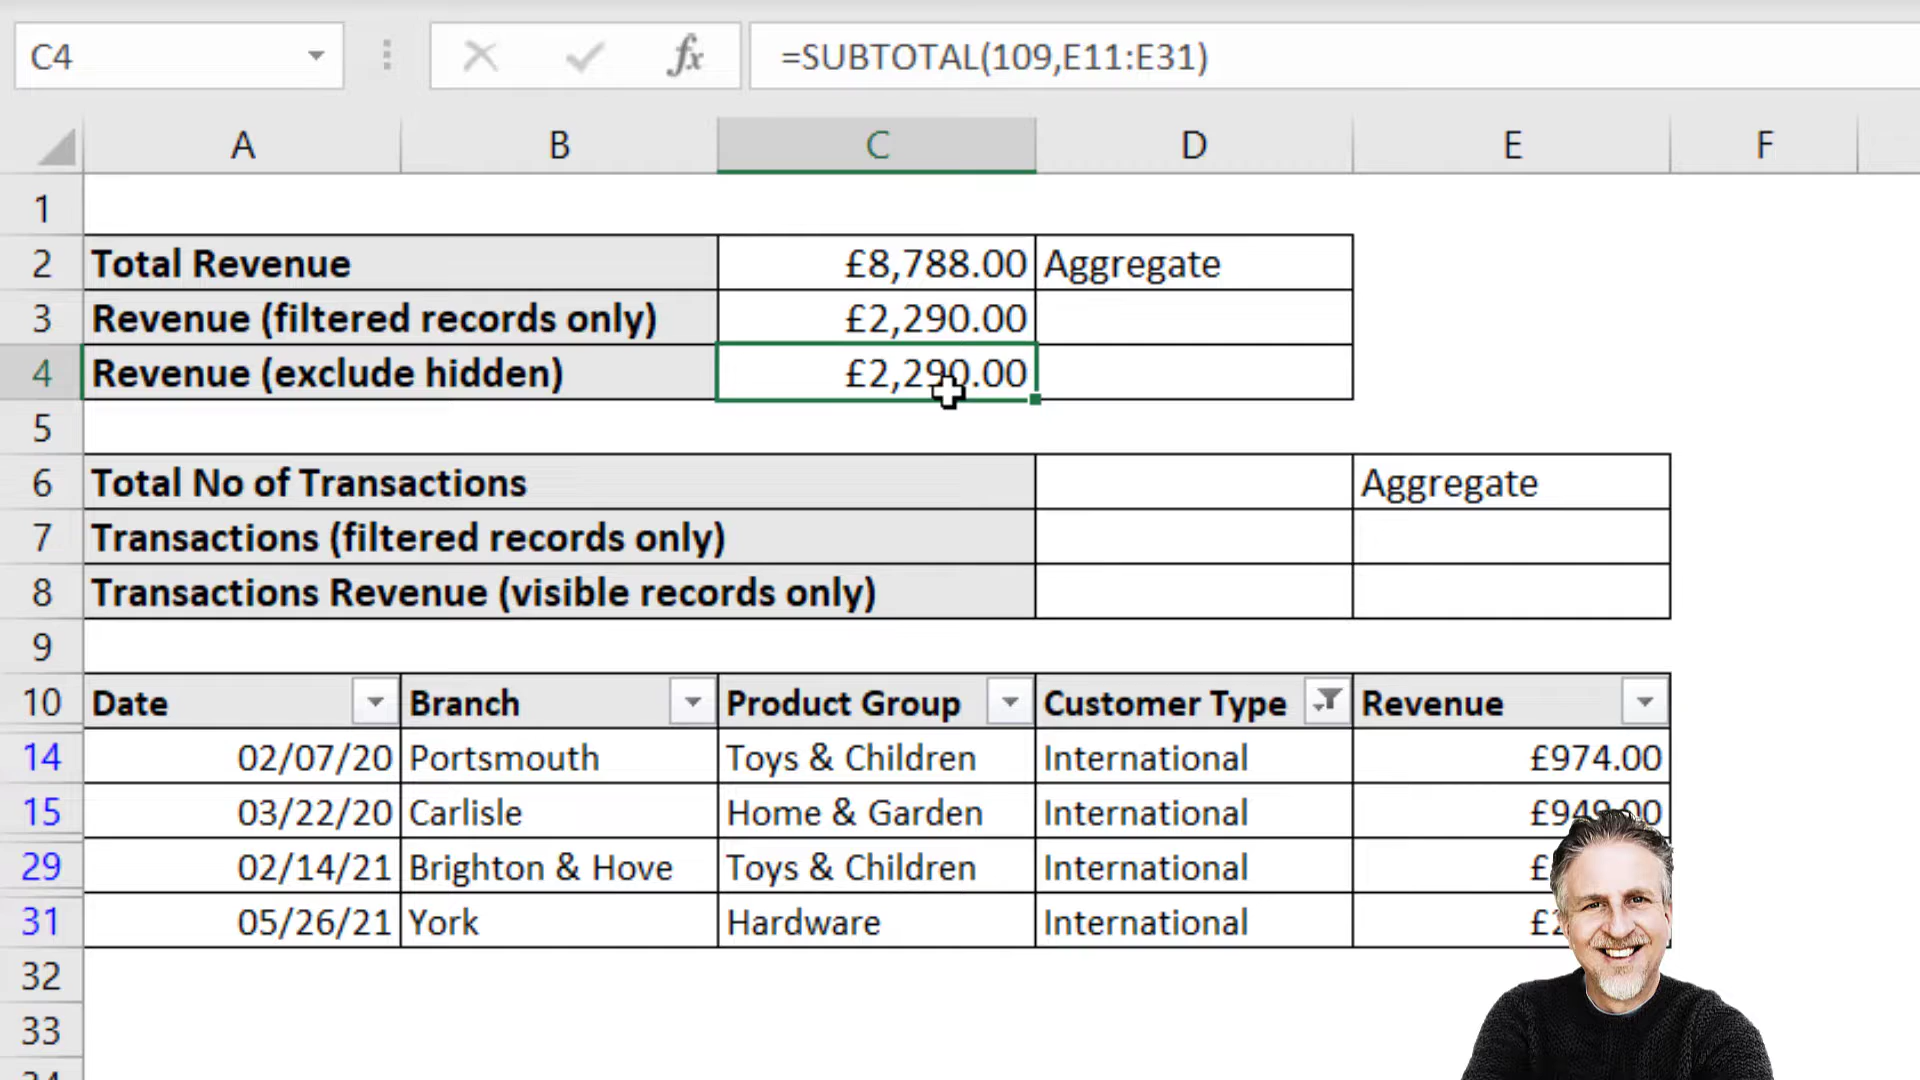 C4 fx =SUBTOTAL(109,E11:E31)
A B C D E F
1
2 Total Revenue £8,788.00 Aggregate
3 Revenue (filtered records only) £2,290.00
4 Revenue (exclude hidden) £2,290.00
5
6 Total No of Transactions Aggregate
7 Transactions (filtered records only)
8 Transactions Revenue (visible records only)
9
10 Date Branch Product Group Customer Type Revenue
14 02/07/20 Portsmouth Toys & Children International £974.00
15 03/22/20 Carlisle Home & Garden International
29 02/14/21 Brighton & Hove Toys & Children International
31 05/26/21 York Hardware International
32
33